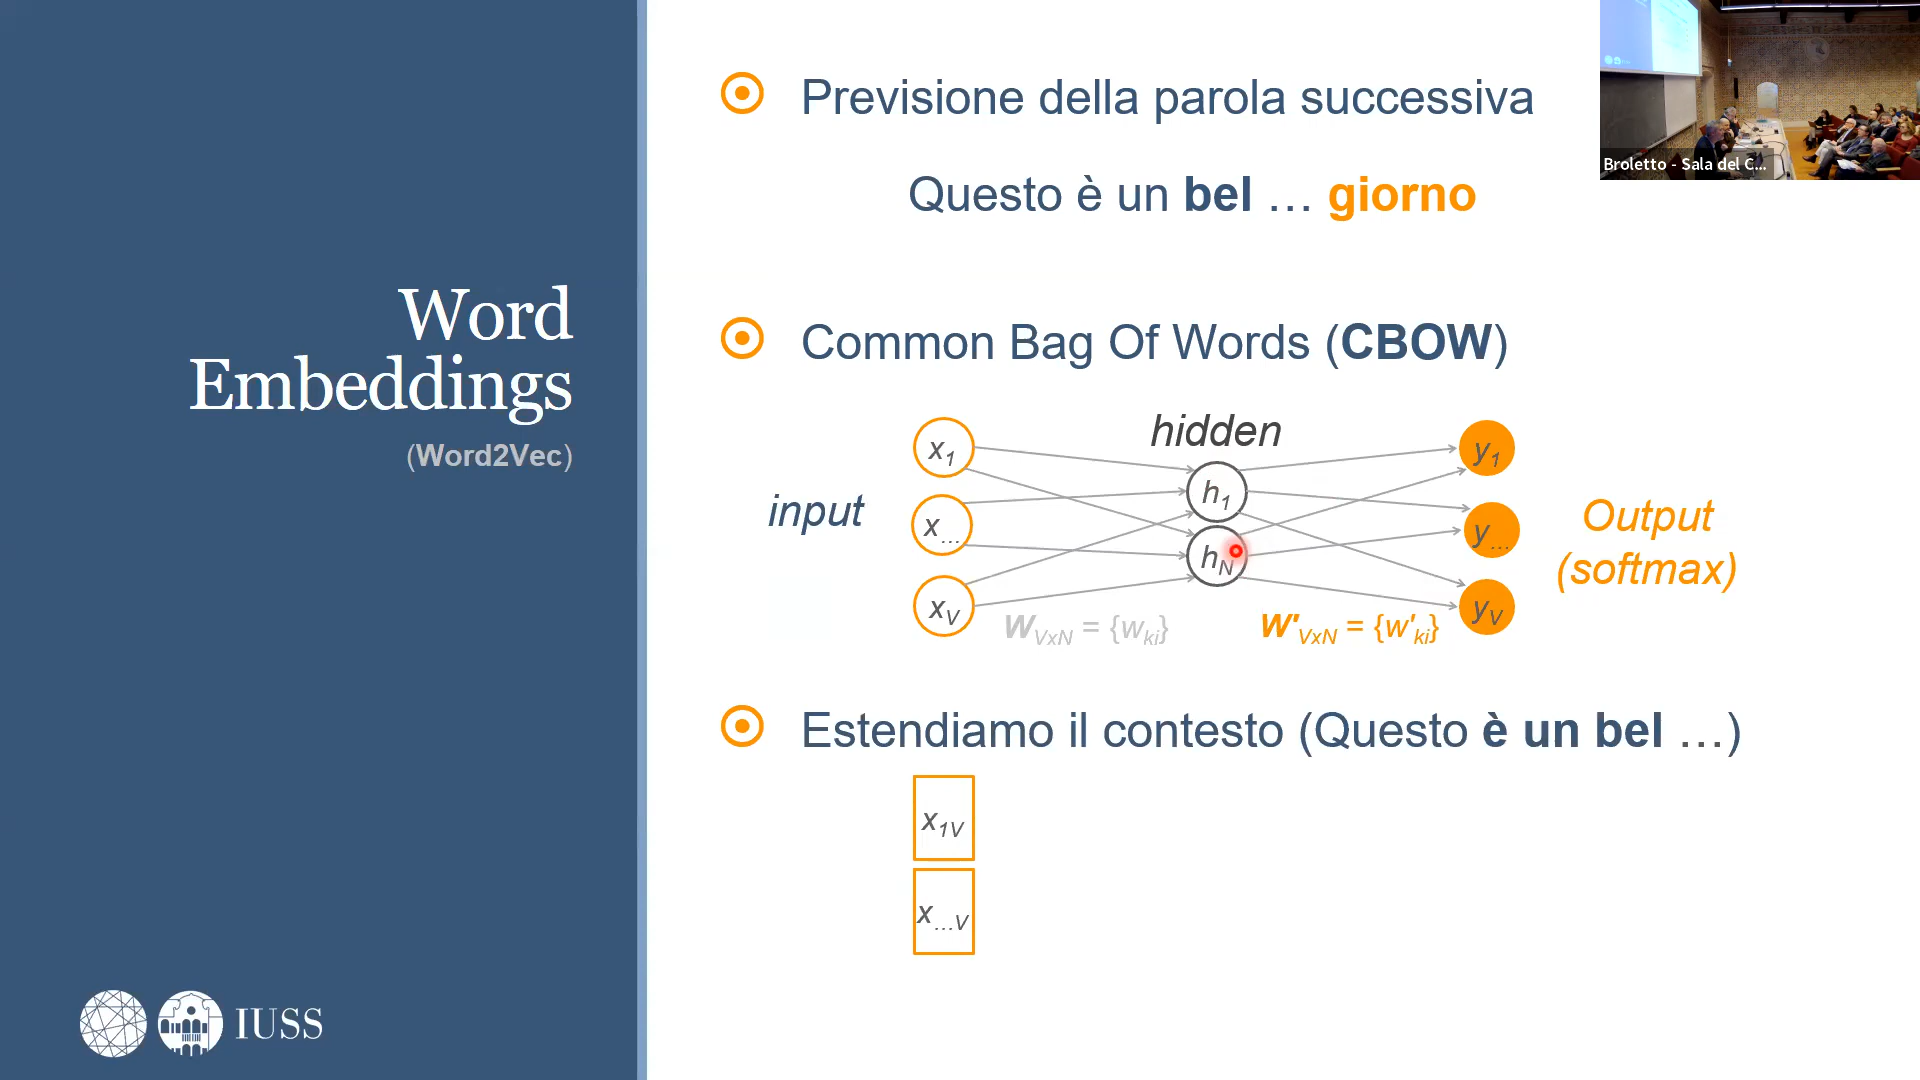 Word
Embeddings
(Word2Vec)
IUSS
Previsione della parola successiva
Questo è un bel … giorno
Common Bag Of Words (CBOW)
hidden
input
x1
x…
xV
h1
hN
y1
y…
yV
Output
(softmax)
WVxN = {wki}
W'VxN = {w'ki}
Estendiamo il contesto (Questo è un bel …)
x1V
x…V
Broletto - Sala del C...